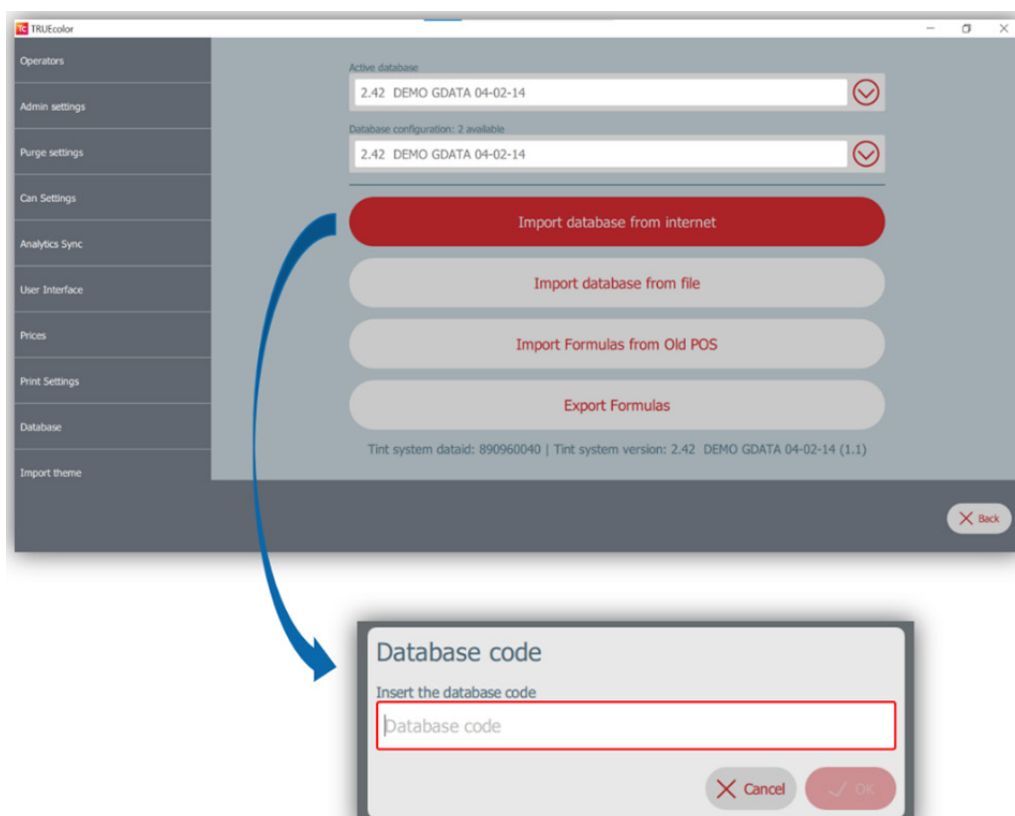 Tc TRUEcolor
Operators
Admin settings
Purge settings
Can Settings
Analytics Sync
User Interface
Prices
Print Settings
Database
Import theme
Active database
2.42 DEMO GDATA 04-02-14
Database configuration: 2 available
2.42 DEMO GDATA 04-02-14
Import database from internet
Import database from file
Import Formulas from Old POS
Export Formulas
Tint system dataid: 890960040 | Tint system version: 2.42 DEMO GDATA 04-02-14 (1.1)
Back
Database code
Insert the database code
Database code
Cancel
OK